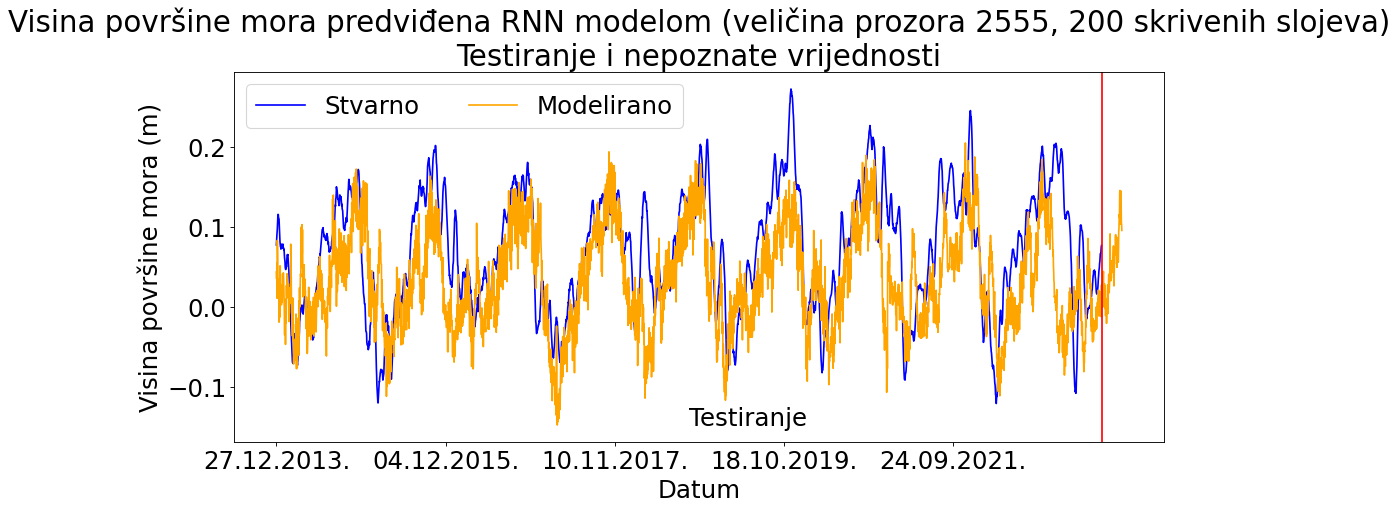 Visina površine mora predviđena RNN modelom (veličina prozora 2555, 200 skrivenih slojeva)
Testiranje i nepoznate vrijednosti
Stvarno Modelirano
Visina površine mora (m)
0.2
0.1
0.0
−0.1
Testiranje
27.12.2013. 04.12.2015. 10.11.2017. 18.10.2019. 24.09.2021.
Datum